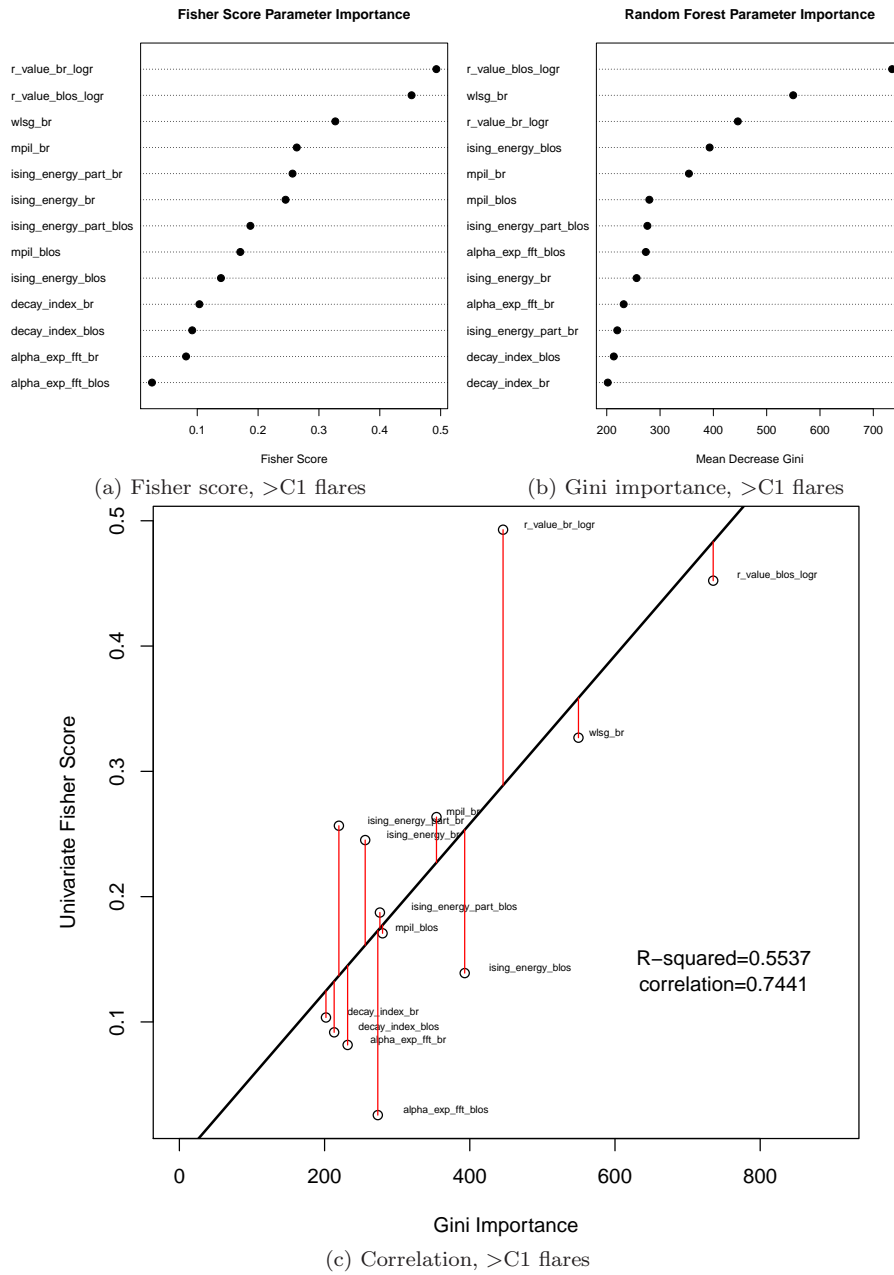 Fisher Score Parameter Importance
r_value_br_logr
r_value_blos_logr
wlsg_br
mpil_br
ising_energy_part_br
ising_energy_br
ising_energy_part_blos
mpil_blos
ising_energy_blos
decay_index_br
decay_index_blos
alpha_exp_fft_br
alpha_exp_fft_blos
0.1 0.2 0.3 0.4 0.5
Fisher Score
(a) Fisher score, >C1 flares
Random Forest Parameter Importance
r_value_blos_logr
wlsg_br
r_value_br_logr
ising_energy_blos
mpil_br
mpil_blos
ising_energy_part_blos
alpha_exp_fft_blos
ising_energy_br
alpha_exp_fft_br
ising_energy_part_br
decay_index_blos
decay_index_br
200 300 400 500 600 700
Mean Decrease Gini
(b) Gini importance, >C1 flares
Univariate Fisher Score
0.5
0.4
0.3
0.2
0.1
r_value_br_logr
r_value_blos_logr
wlsg_br
mpil_br
ising_energy_part_br
ising_energy_br
ising_energy_part_blos
mpil_blos
ising_energy_blos
R−squared=0.5537
correlation=0.7441
decay_index_br
decay_index_blos
alpha_exp_fft_br
alpha_exp_fft_blos
0 200 400 600 800
Gini Importance
(c) Correlation, >C1 flares